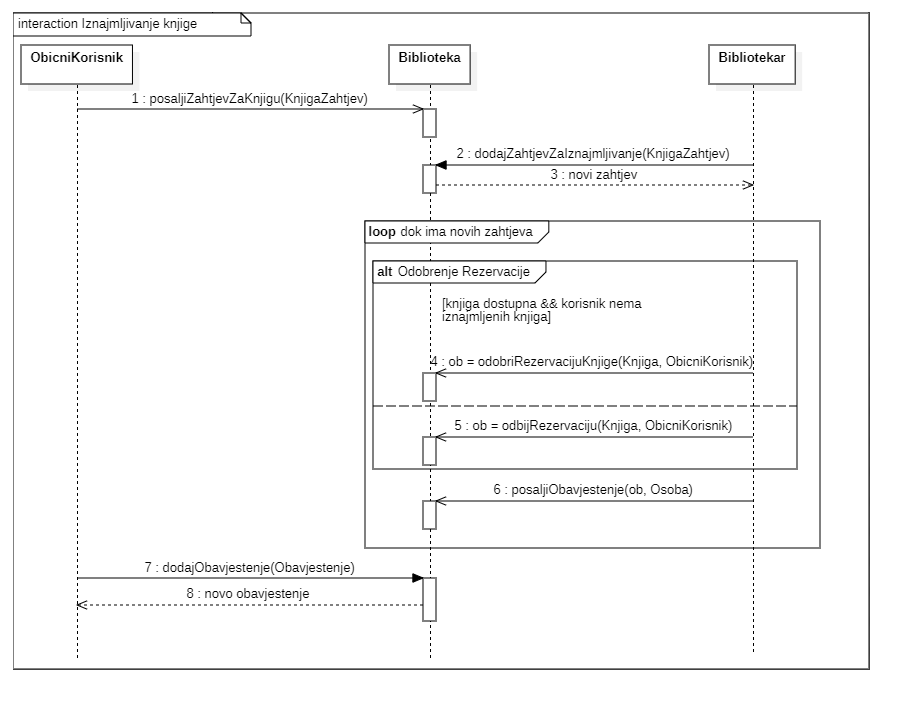 interaction Iznajmljivanje knjige
ObicniKorisnik
Biblioteka
Bibliotekar
1 : posaljiZahtjevZaKnjigu(KnjigaZahtjev)
2 : dodajZahtjevZaIznajmljivanje(KnjigaZahtjev)
3 : novi zahtjev
loop dok ima novih zahtjeva
alt Odobrenje Rezervacije
[knjiga dostupna && korisnik nema
iznajmljenih knjiga]
4 : ob = odobriRezervacijuKnjige(Knjiga, ObicniKorisnik)
5 : ob = odbijRezervaciju(Knjiga, ObicniKorisnik)
6 : posaljiObavjestenje(ob, Osoba)
7 : dodajObavjestenje(Obavjestenje)
8 : novo obavjestenje